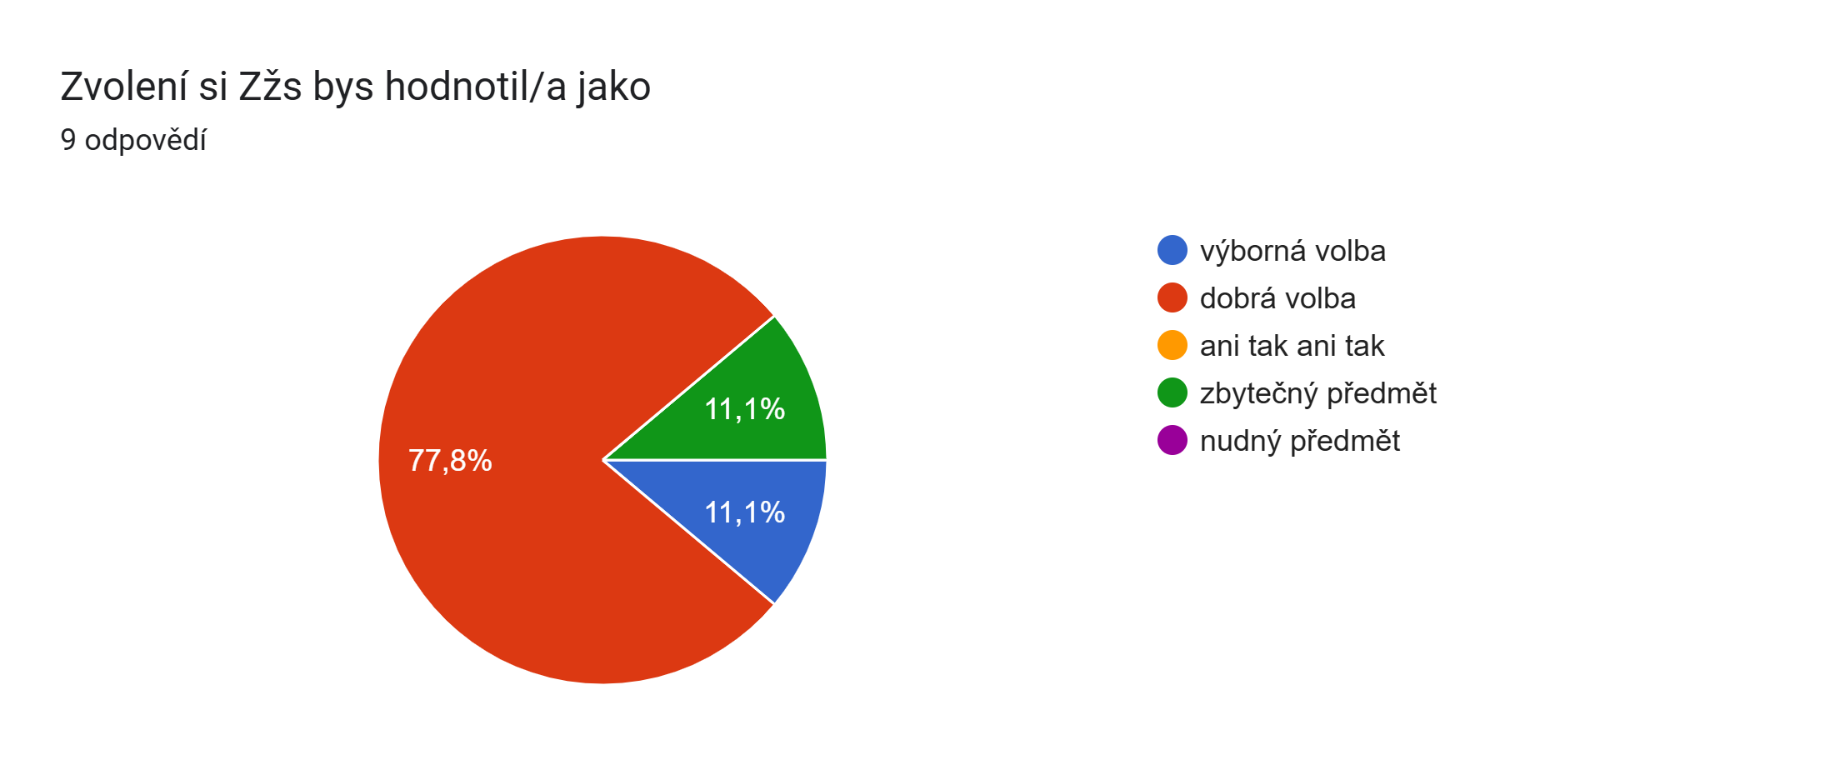 Zvolení si Zžs bys hodnotil/a jako
9 odpovědí
výborná volba
dobrá volba
ani tak ani tak
zbytečný předmět
nudný předmět
11,1%
77,8%
11,1%